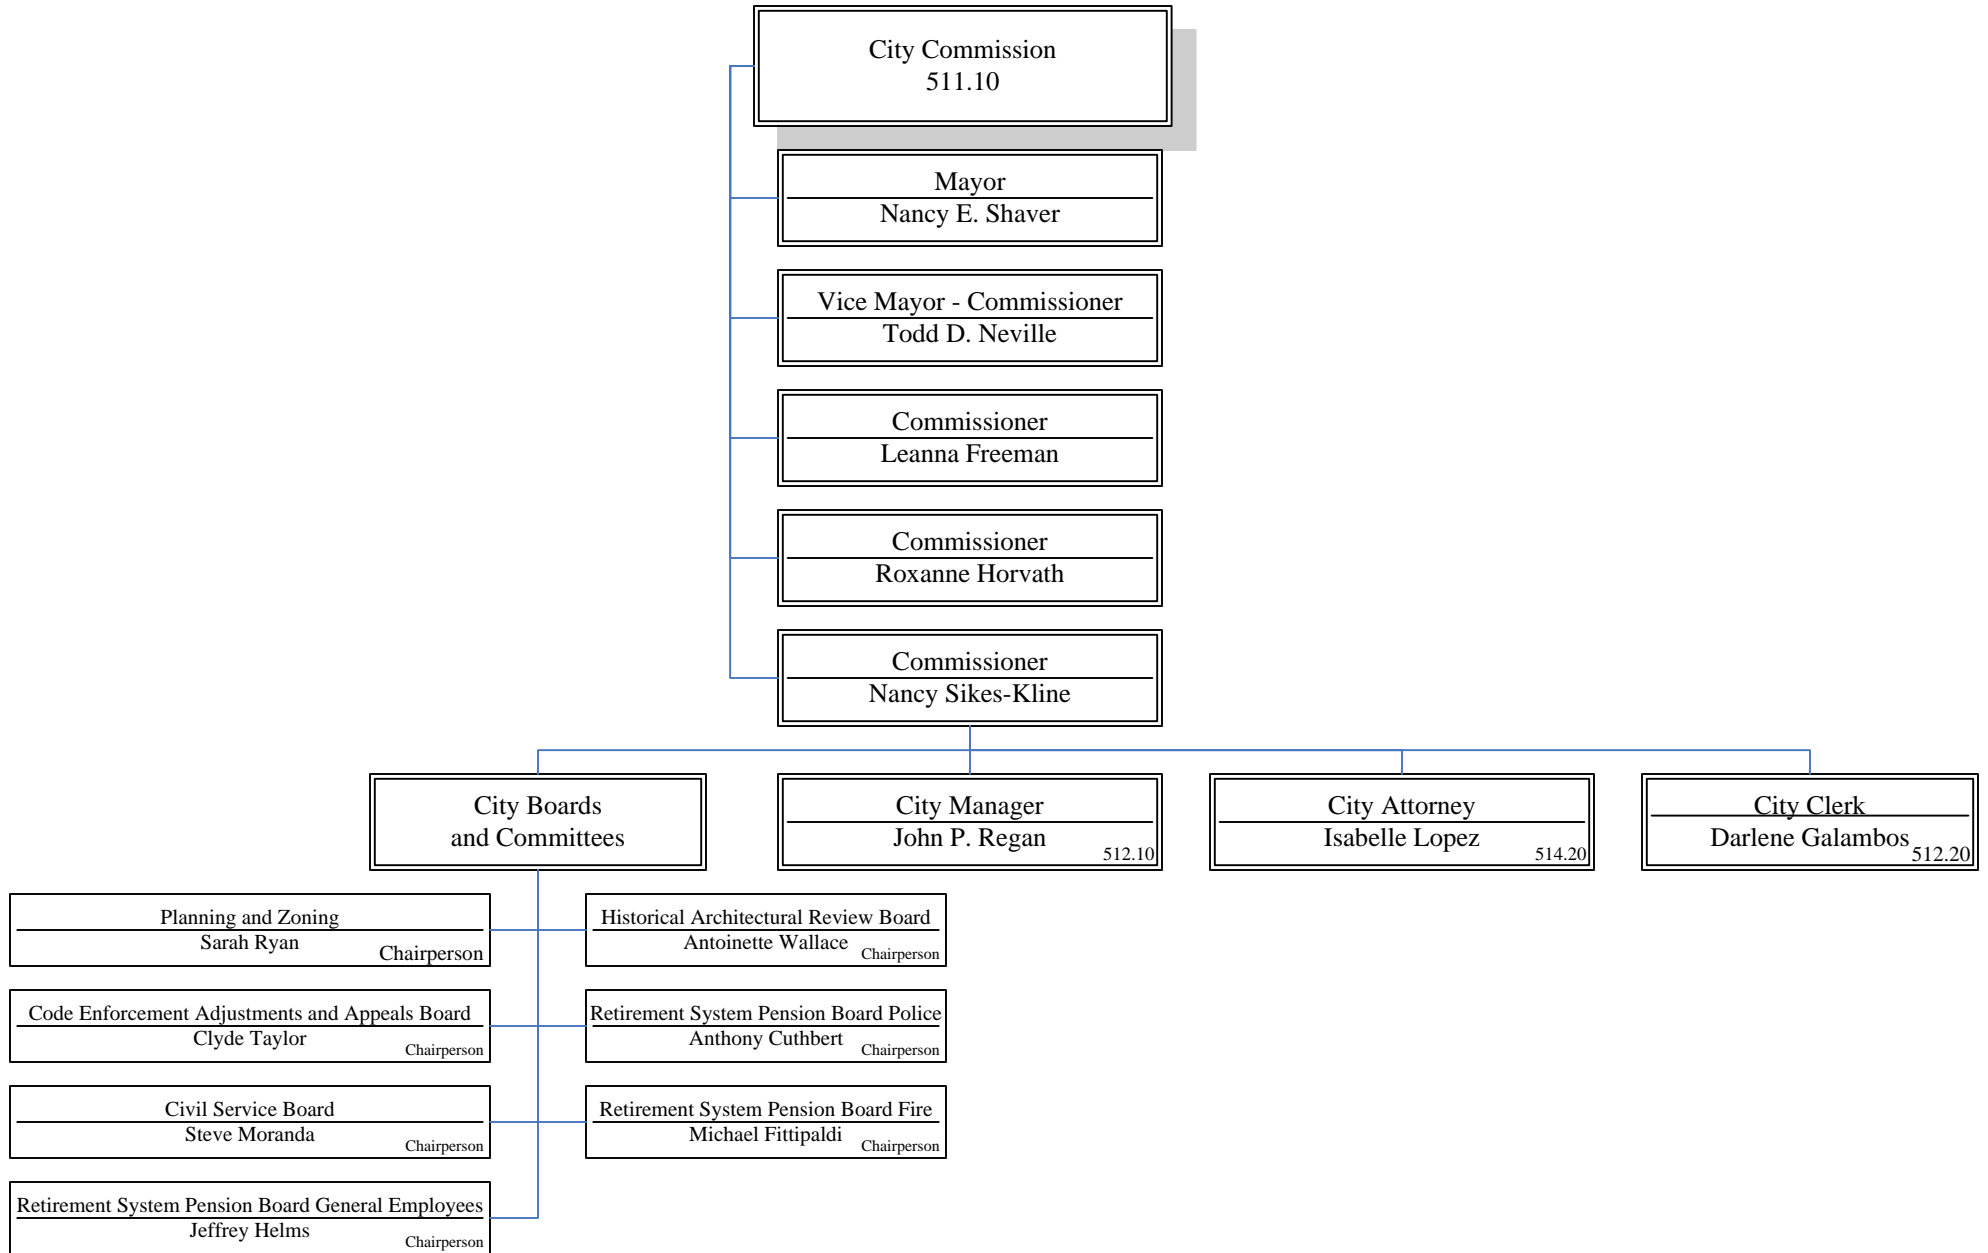 City Commission
511.10
Mayor
Nancy E. Shaver
Vice Mayor - Commissioner
Todd D. Neville
Commissioner
Leanna Freeman
Commissioner
Roxanne Horvath
Commissioner
Nancy Sikes-Kline
City Boards
and Committees
City Manager
John P. Regan
512.10
City Attorney
Isabelle Lopez
514.20
City Clerk
Darlene Galambos
512.20
Planning and Zoning
Sarah Ryan
Chairperson
Historical Architectural Review Board
Antoinette Wallace
Chairperson
Code Enforcement Adjustments and Appeals Board
Clyde Taylor
Chairperson
Retirement System Pension Board Police
Anthony Cuthbert
Chairperson
Civil Service Board
Steve Moranda
Chairperson
Retirement System Pension Board Fire
Michael Fittipaldi
Chairperson
Retirement System Pension Board General Employees
Jeffrey Helms
Chairperson